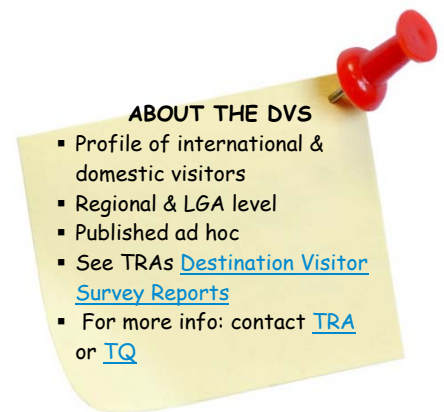 ABOUT THE DVS
▪ Profile of international &
domestic visitors
▪ Regional & LGA level
▪ Published ad hoc
▪ See TRAs Destination Visitor
Survey Reports
▪ For more info: contact TRA
or TQ